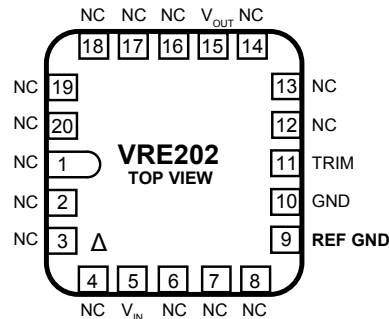 NC NC NC VOUT NC
18 17 16 15 14
NC 19 13 NC
NC 20 12 NC
NC 1 VRE202 11 TRIM
TOP VIEW
NC 2 10 GND
NC 3 Δ 9 REF GND
4 5 6 7 8
NC VIN NC NC NC